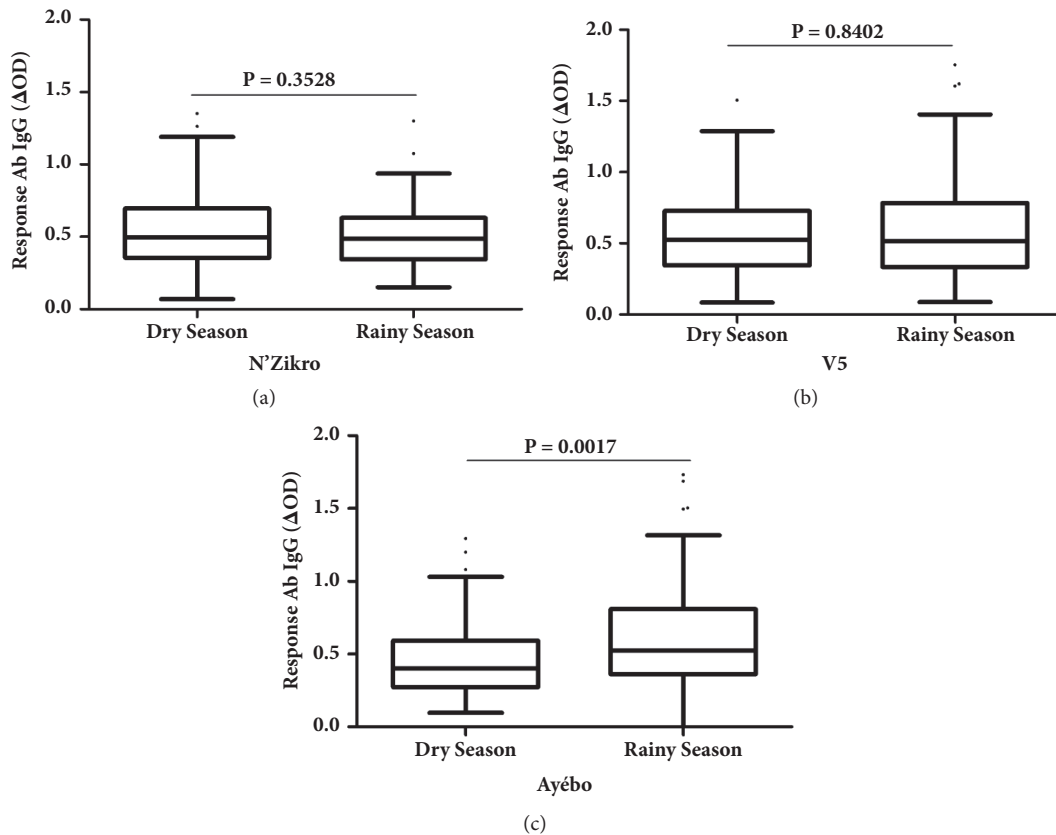 2.0
1.5
1.0
0.5
0.0
Response Ab IgG (ΔOD)
P = 0.3528
Dry Season
Rainy Season
N’Zikro
(a)
2.0
1.5
1.0
0.5
0.0
Response Ab IgG (ΔOD)
P = 0.8402
Dry Season
Rainy Season
V5
(b)
2.0
1.5
1.0
0.5
0.0
Response Ab IgG (ΔOD)
P = 0.0017
Dry Season
Rainy Season
Ayébo
(c)